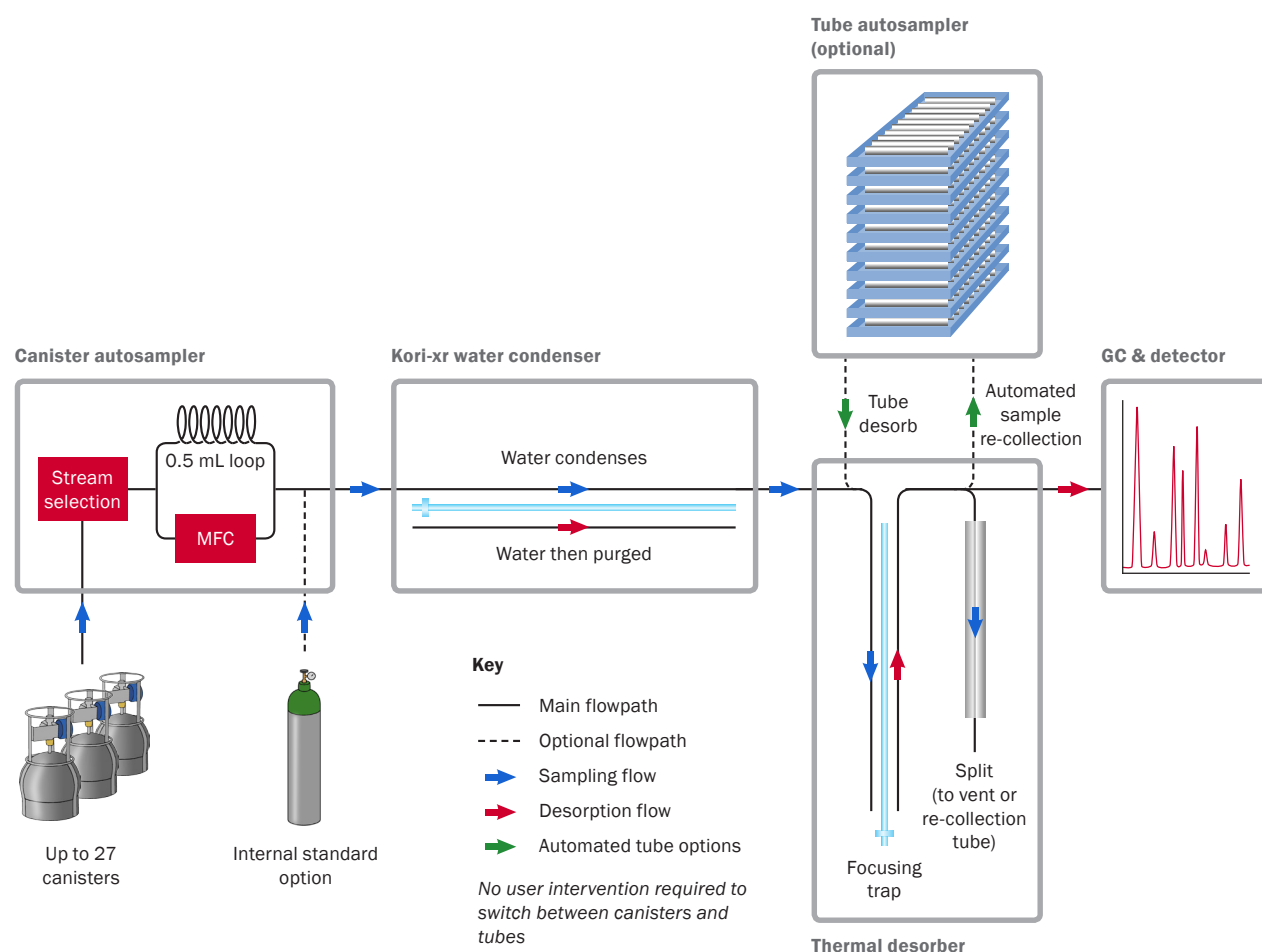 Tube autosampler
(optional)
Canister autosampler
Kori-xr water condenser
GC & detector
Tube
desorb
Automated
sample
re-collection
0.5 mL loop
Stream
selection
MFC
Water condenses
Water then purged
Key
Main flowpath
Optional flowpath
Sampling flow
Desorption flow
Automated tube options
No user intervention required to
switch between canisters and
tubes
Up to 27
canisters
Internal standard
option
Split
(to vent or
re-collection
tube)
Focusing
trap
Thermal desorber